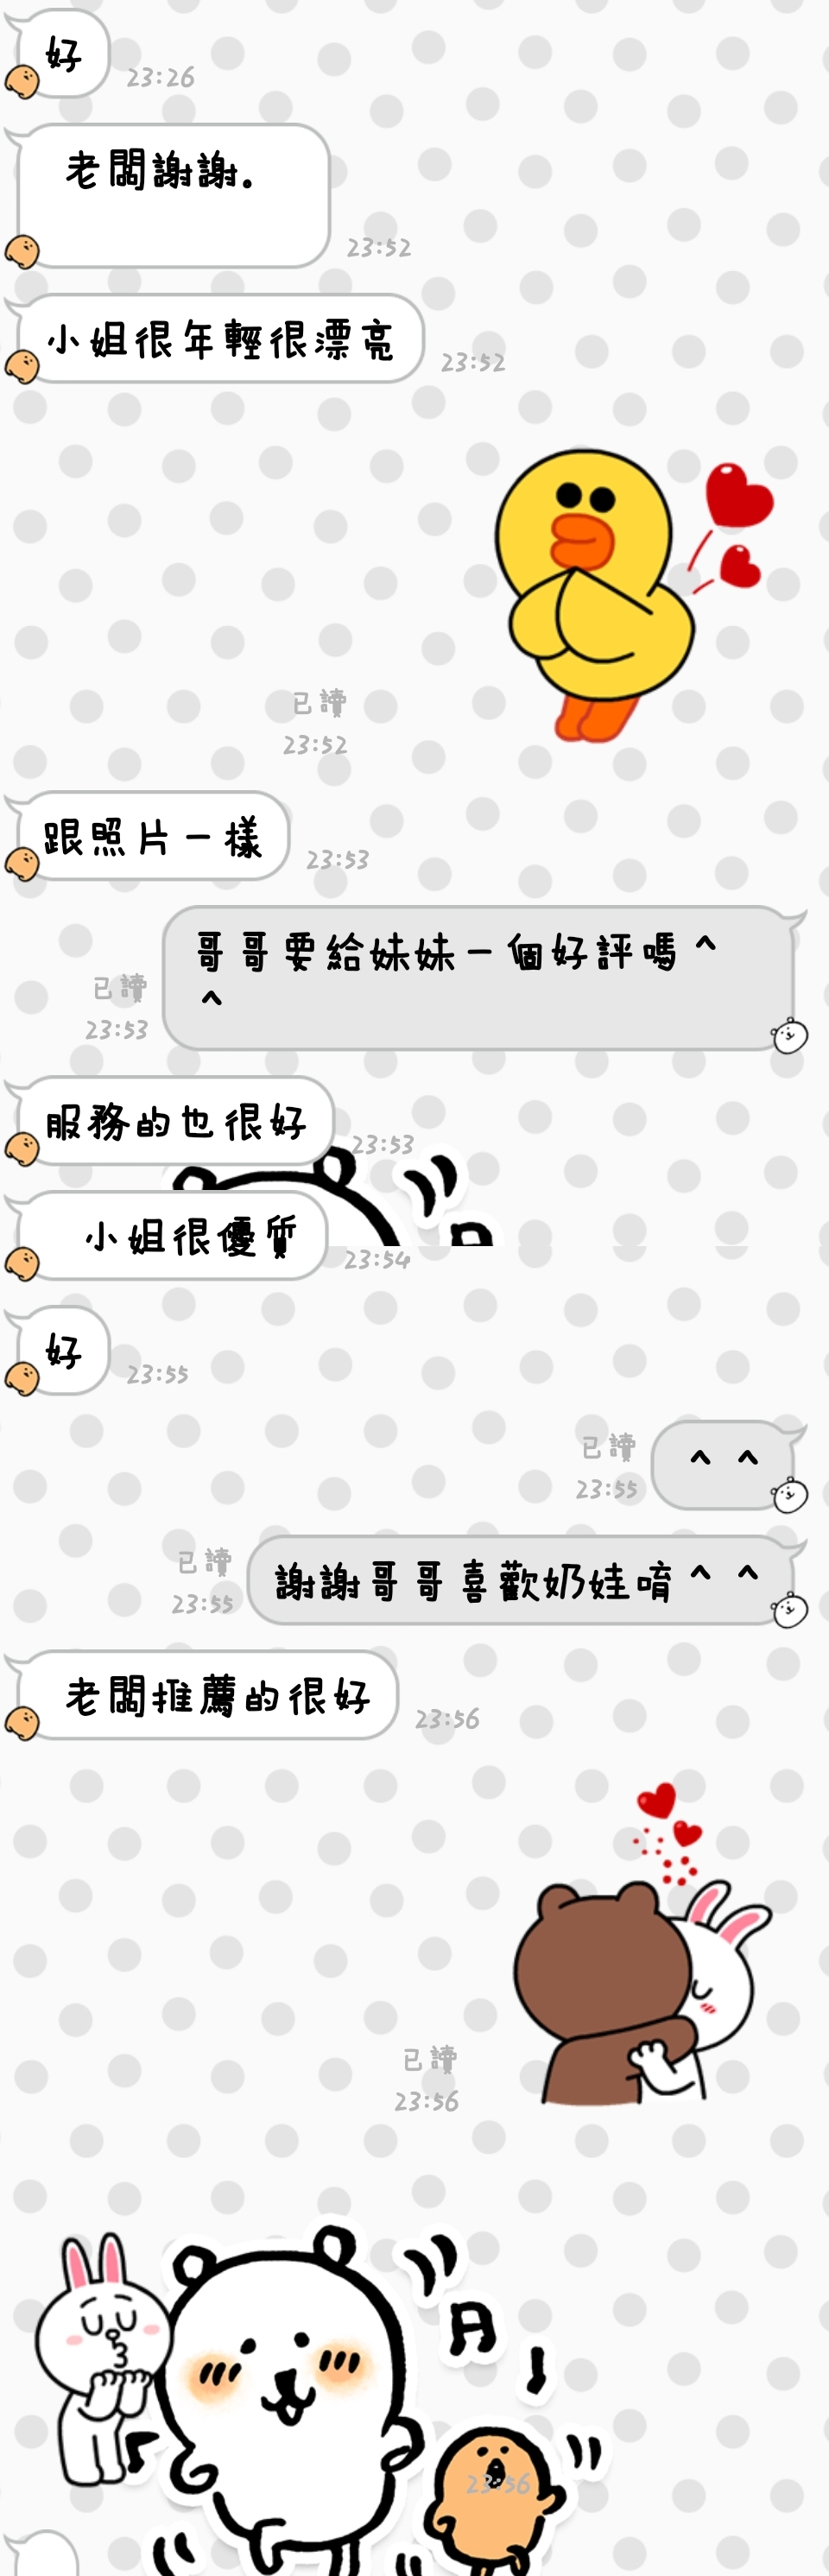 好
23:26
老闆謝謝。
23:52
小姐很年輕很漂亮
23:52
已讀
23:52
跟照片一樣
23:53
哥哥要給妹妹一個好評嗎^
^
已讀
23:53
服務的也很好
23:53
小姐很優質
23:54
好
23:55
^ ^
已讀
23:55
謝謝哥哥喜歡奶娃唷^ ^
已讀
23:55
老闆推薦的很好
23:56
已讀
23:56
23:56